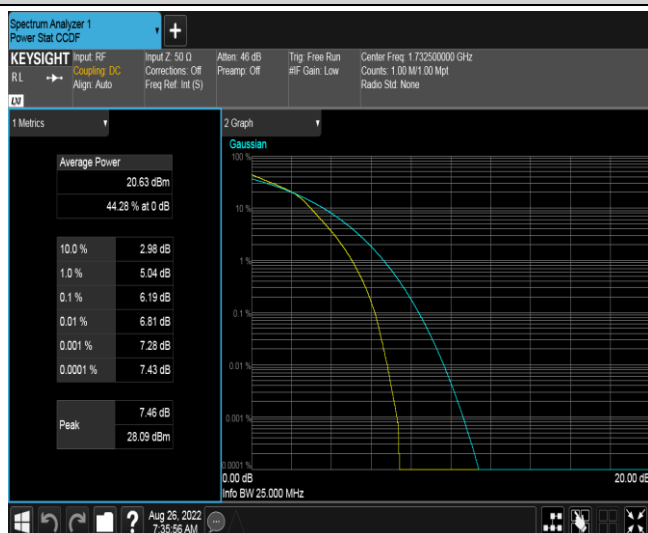 Spectrum Analyzer 1
Power Stat CCDF
+
KEYSIGHT
RL
LXI
Input: RF
Coupling: DC
Align: Auto
Input Z: 50 Ω
Corrections: Off
Freq Ref: Int (S)
Atten: 46 dB
Preamp: Off
Trig: Free Run
#IF Gain: Low
Center Freq: 1.732500000 GHz
Counts: 1.00 M/1.00 Mpt
Radio Std: None
1 Metrics
Average Power
20.63 dBm
44.28 % at 0 dB
10.0 % 2.98 dB
1.0 % 5.04 dB
0.1 % 6.19 dB
0.01 % 6.81 dB
0.001 % 7.28 dB
0.0001 % 7.43 dB
Peak
7.46 dB
28.09 dBm
2 Graph
Gaussian
100 %
10 %
1 %
0.1 %
0.01 %
0.001 %
0.0001 %
0.00 dB
20.00 dB
Info BW 25.000 MHz
?
Aug 26, 2022
7:35:56 AM